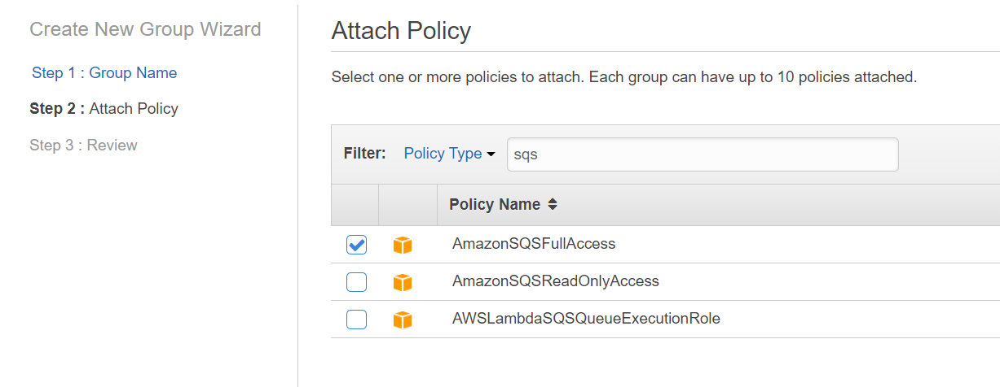 Create New Group Wizard
Step 1 : Group Name
Step 2 : Attach Policy
Step 3 : Review
Attach Policy
Select one or more policies to attach. Each group can have up to 10 policies attached.
Filter: Policy Type sqs
Policy Name
AmazonSQSFullAccess
AmazonSQSReadOnlyAccess
AWSLambdaSQSQueueExecutionRole